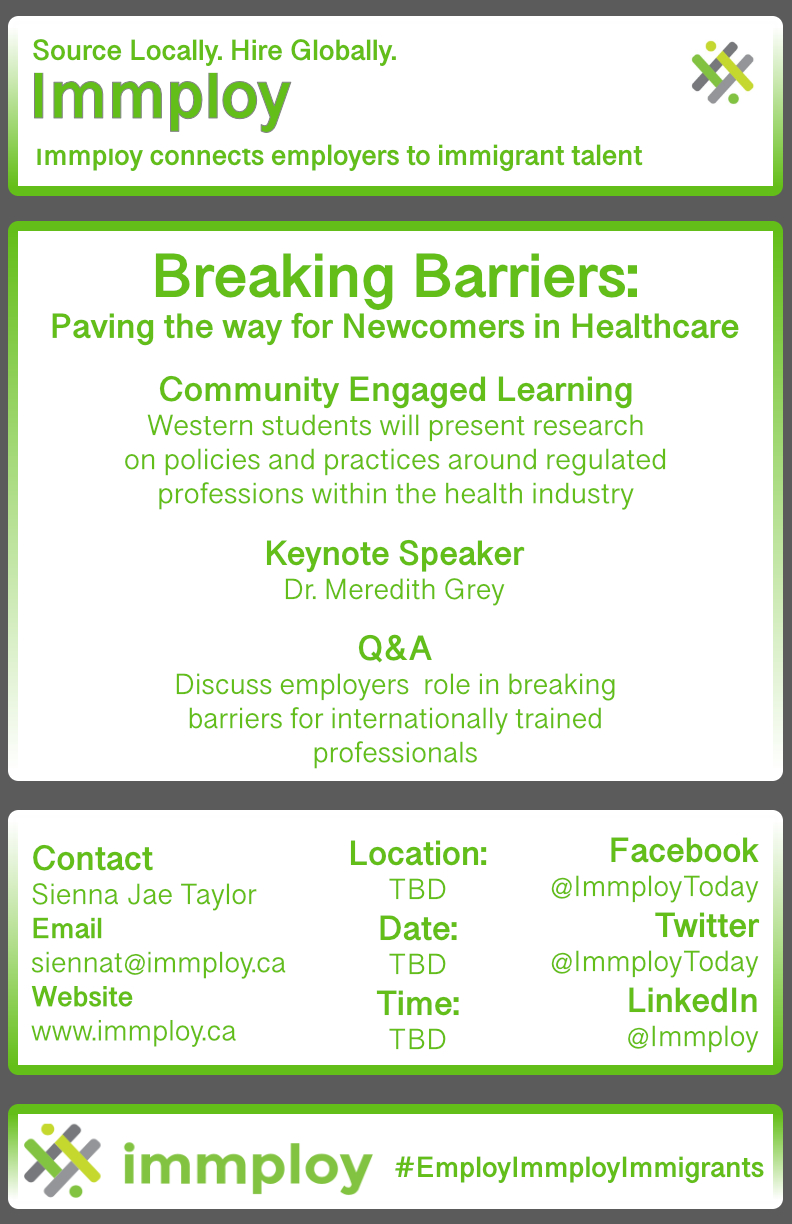 Source Locally. Hire Globally.
Immploy
Immploy connects employers to immigrant talent
Breaking Barriers:
Paving the way for Newcomers in Healthcare
Community Engaged Learning
Western students will present research
on policies and practices around regulated
professions within the health industry
Keynote Speaker
Dr. Meredith Grey
Q&A
Discuss employers  role in breaking
barriers for internationally trained
professionals
Contact
Sienna Jae Taylor
Email
siennat@immploy.ca
Website
www.immploy.ca
Location:
TBD
Date:
TBD
Time:
TBD
Facebook
@ImmployToday
Twitter
@ImmployToday
LinkedIn
@Immploy
immploy
#EmployImmployImmigrants